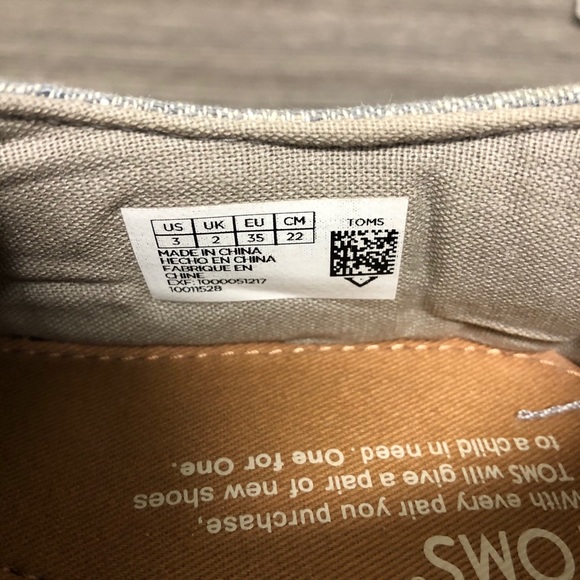 US UK EU CM
3 2 35 22
TOMS
MADE IN CHINA
HECHO EN CHINA
FABRIQUE EN
CHINE
EXF: 1000051217
10011528
OMS
With every pair you purchase,
TOMS will give a pair of new shoes
to a child in need. One for One.